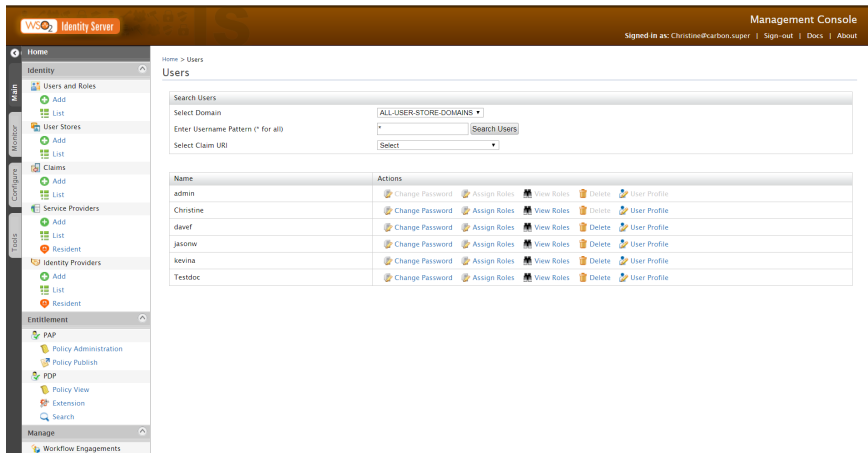 WSO2 Identity Server
Management Console
Signed-in as: Christine@carbon.super | Sign-out | Docs | About
Main
Monitor
Configure
Tools
Home
Identity
Users and Roles
Add
List
User Stores
Add
List
Claims
Add
List
Service Providers
Add
List
Resident
Identity Providers
Add
List
Resident
Entitlement
PAP
Policy Administration
Policy Publish
PDP
Policy View
Extension
Search
Manage
Workflow Engagements
Home > Users
Users
Search Users
Select Domain ALL-USER-STORE-DOMAINS
Enter Username Pattern (* for all) * Search Users
Select Claim URI Select
Name Actions
admin Change Password Assign Roles View Roles Delete User Profile
Christine Change Password Assign Roles View Roles Delete User Profile
davef Change Password Assign Roles View Roles Delete User Profile
jasonw Change Password Assign Roles View Roles Delete User Profile
kevina Change Password Assign Roles View Roles Delete User Profile
Testdoc Change Password Assign Roles View Roles Delete User Profile